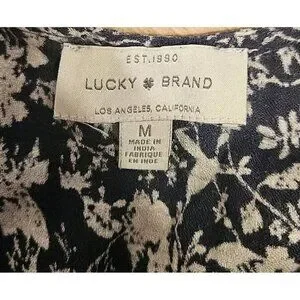 EST. 1990
LUCKY BRAND
LOS ANGELES, CALIFORNIA
M
MADE IN
INDIA
FABRIQUE
EN INDE